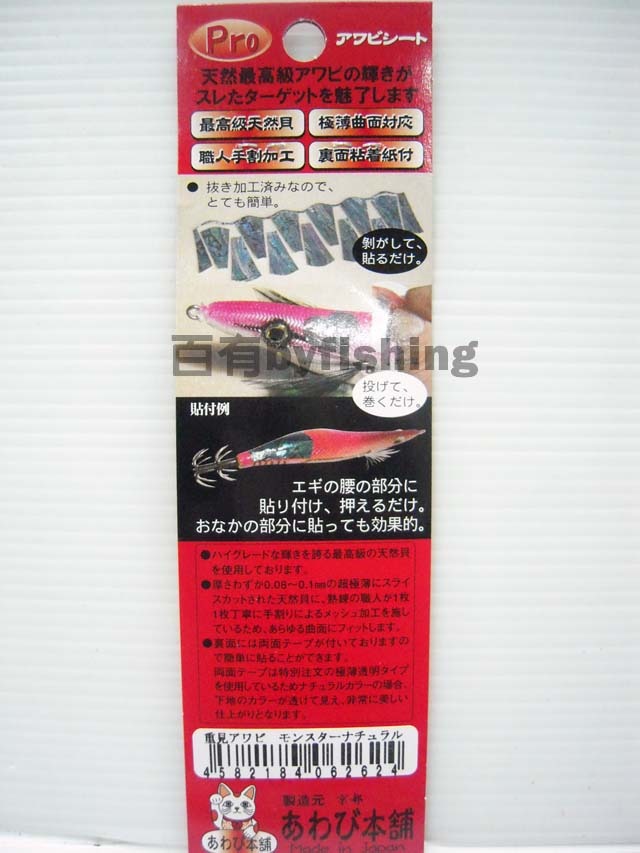 Pro
アワビシート
天然最高級アワビの輝きが
スレたターゲットを魅了します
最高級天然貝
極薄曲面対応
職人手割加工
裏面粘着紙付
●抜き加工済みなので、
とても簡単。
剝がして、
貼るだけ。
百有byfishing
投げて、
巻くだけ。
貼付例
エギの腰の部分に
貼り付け、押えるだけ。
おなかの部分に貼っても効果的。
●ハイグレードな輝きを誇る最高級の天然貝
を使用しております。
●厚さわずか0.06〜0.1mmの超極薄にスライ
スカットされた天然貝に、熟練の職人が1枚
1枚丁寧に手割りによるメッシュ加工を施し
ているため、あらゆる曲面にフィットします。
●裏面には両面テープが付いておりますの
で簡単に貼ることができます。
両面テープは特別注文の極薄透明タイプ
を使用しているためナチュラルカラーの場合、
下地のカラーが透けて見え、非常に美しい
仕上がりとなります。
重見アワビ モンスターナチュラル
4582184062624
製造元 京都
あわび本舗
あわび本舗
Made in Japan